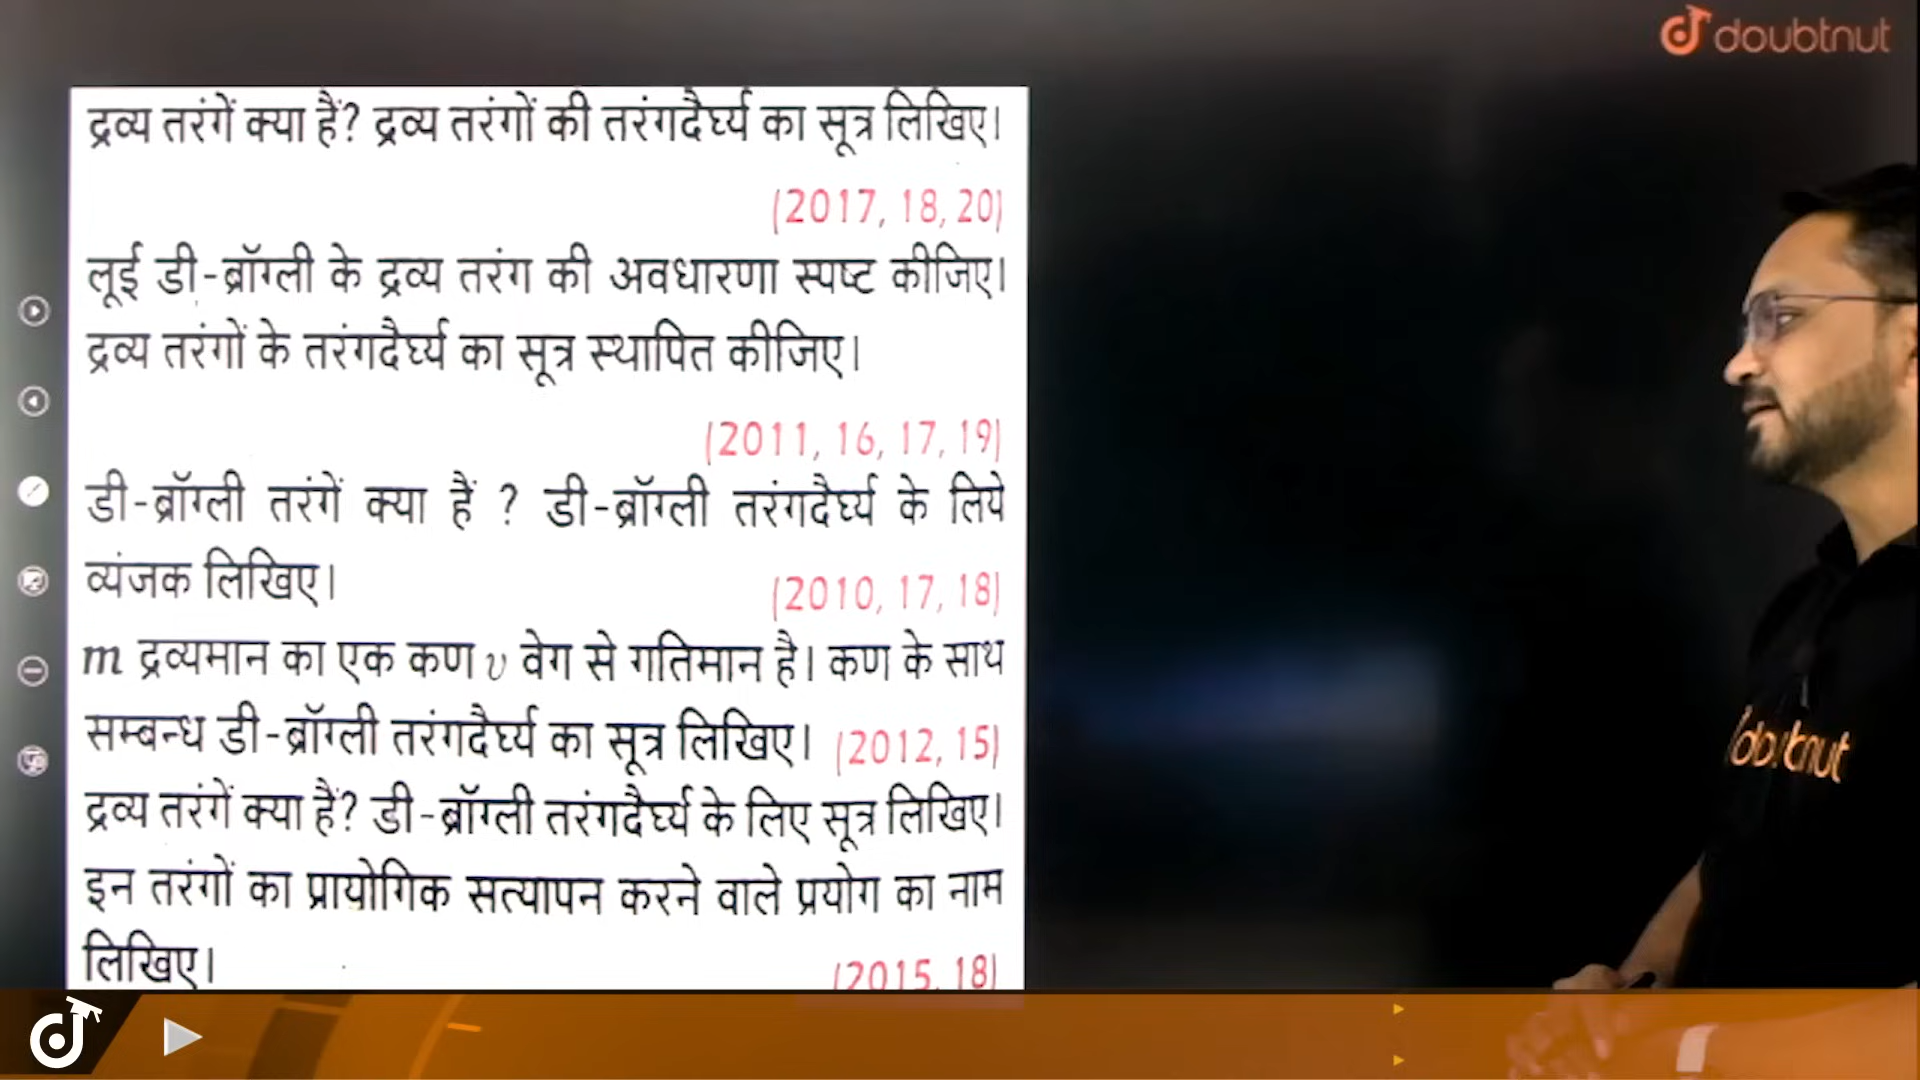 doubtnut
द्रव्य तरंगें क्या हैं? द्रव्य तरंगों की तरंगदैर्घ्य का सूत्र लिखिए।
(2017, 18, 20)
लूई डी-ब्रॉग्ली के द्रव्य तरंग की अवधारणा स्पष्ट कीजिए।
द्रव्य तरंगों के तरंगदैर्घ्य का सूत्र स्थापित कीजिए।
(2011, 16, 17, 19)
डी-ब्रॉग्ली तरंगें क्या हैं ? डी-ब्रॉग्ली तरंगदैर्घ्य के लिये
व्यंजक लिखिए। (2010, 17, 18)
m द्रव्यमान का एक कण υ वेग से गतिमान है। कण के साथ
सम्बन्ध डी-ब्रॉग्ली तरंगदैर्घ्य का सूत्र लिखिए। (2012, 15)
doubtnut
द्रव्य तरंगें क्या हैं? डी-ब्रॉग्ली तरंगदैर्घ्य के लिए सूत्र लिखिए।
इन तरंगों का प्रायोगिक सत्यापन करने वाले प्रयोग का नाम
लिखिए। (2015, 18)